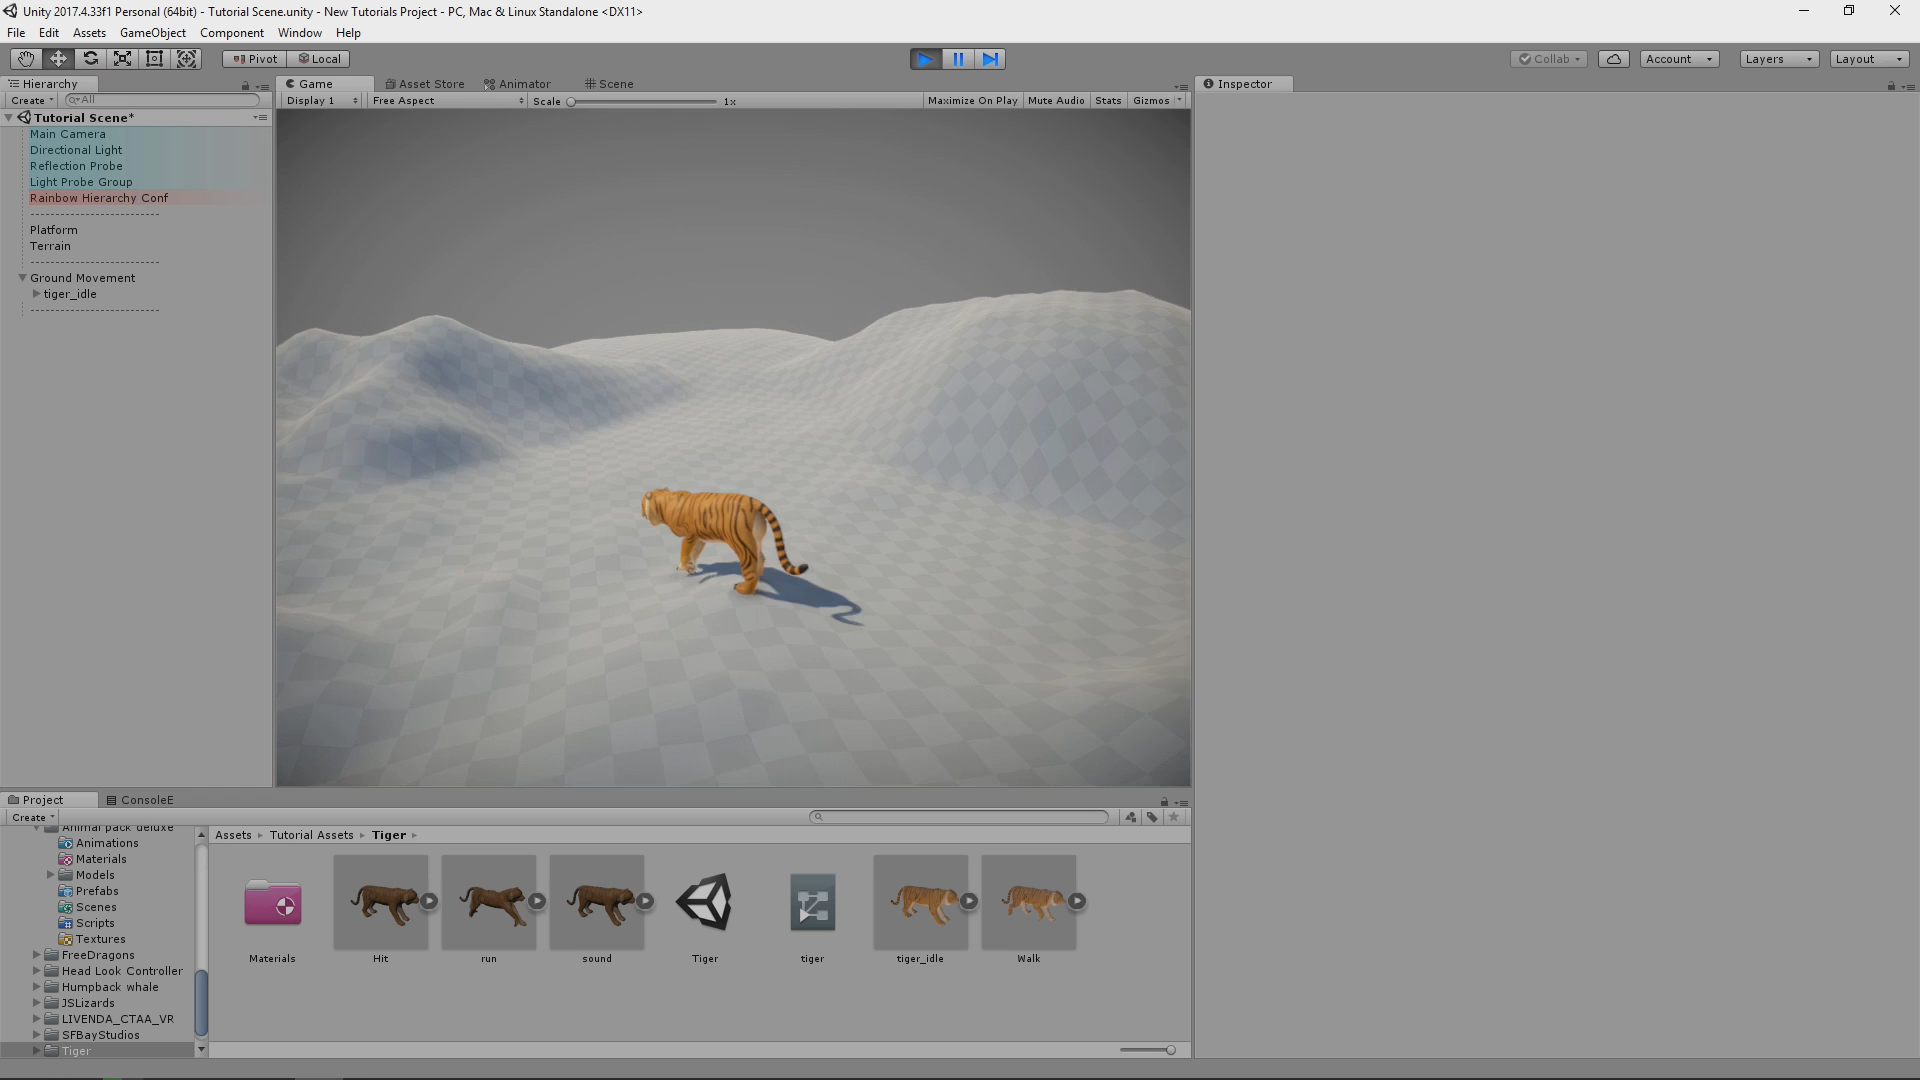 Unity 2017.4.33f1 Personal (64bit) - Tutorial Scene.unity - New Tutorials Project - PC, Mac & Linux Standalone <DX11>
File Edit Assets GameObject Component Window Help
Pivot Local Collab Account Layers Layout
Hierarchy Game Asset Store Animator Scene Inspector
Create All Display 1 Free Aspect Scale 1x Maximize On Play Mute Audio Stats Gizmos
Tutorial Scene*
Main Camera
Directional Light
Reflection Probe
Light Probe Group
Rainbow Hierarchy Conf
------------------------
Platform
Terrain
------------------------
Ground Movement
tiger_idle
------------------------
Project ConsoleE
Create
Assets Tutorial Assets Tiger
Animal pack deluxe
Animations
Materials
Models
Prefabs
Scenes
Scripts
Textures
FreeDragons
Head Look Controller
Humpback whale
JSLizards
LIVENDA_CTAA_VR
SFBayStudios
Tiger
Materials Hit run sound Tiger tiger tiger_idle Walk